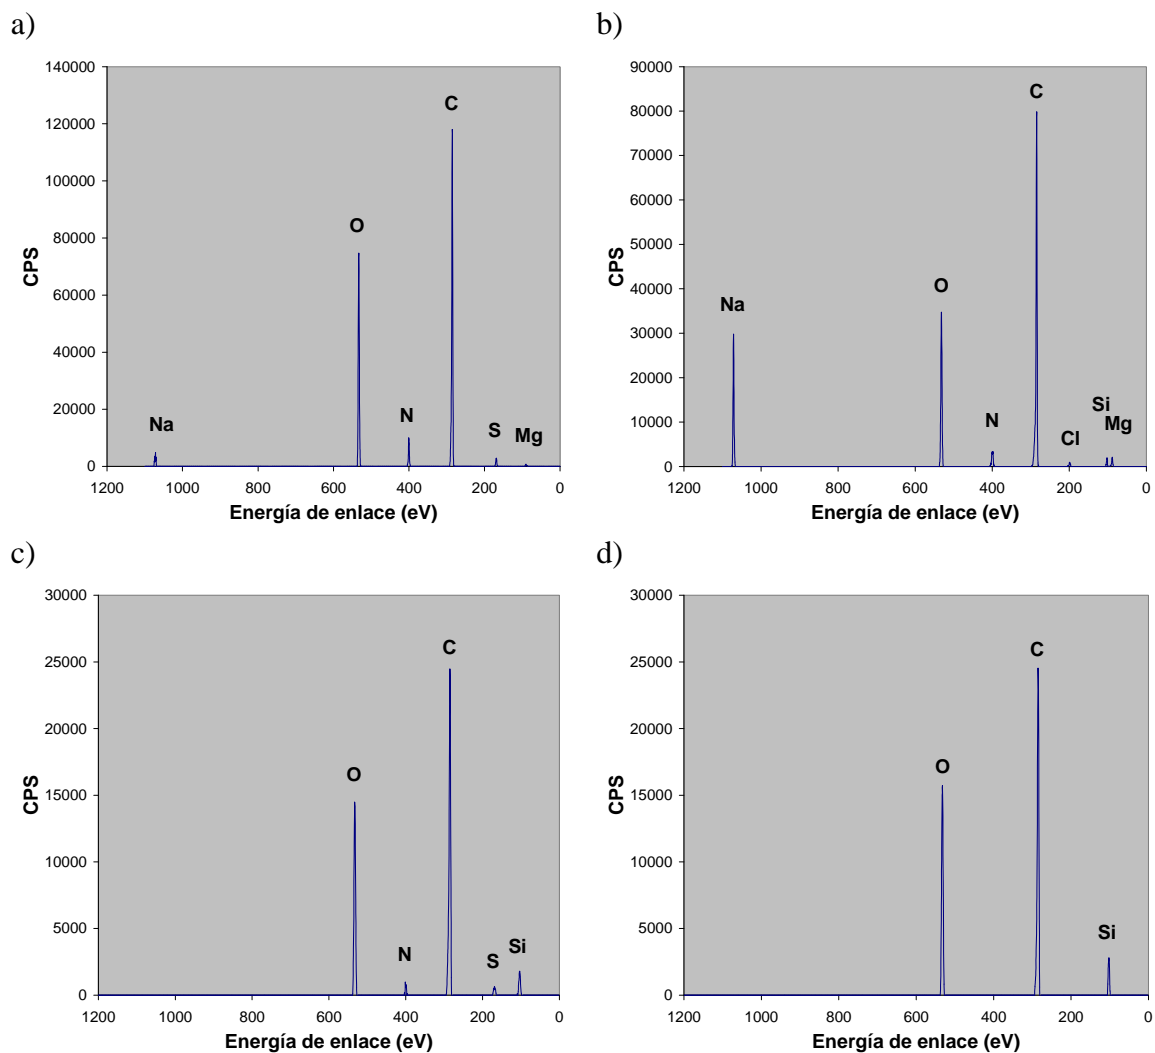 a)
140000
120000
100000
80000
60000
40000
20000
0
1200 1000 800 600 400 200 0
CPS
Energía de enlace (eV)
Na
O
N
C
S
Mg
b)
90000
80000
70000
60000
50000
40000
30000
20000
10000
0
1200 1000 800 600 400 200 0
CPS
Energía de enlace (eV)
Na
O
N
C
Cl
Si
Mg
c)
30000
25000
20000
15000
10000
5000
0
1200 1000 800 600 400 200 0
CPS
Energía de enlace (eV)
O
N
C
S
Si
d)
30000
25000
20000
15000
10000
5000
0
1200 1000 800 600 400 200 0
CPS
Energía de enlace (eV)
O
C
Si